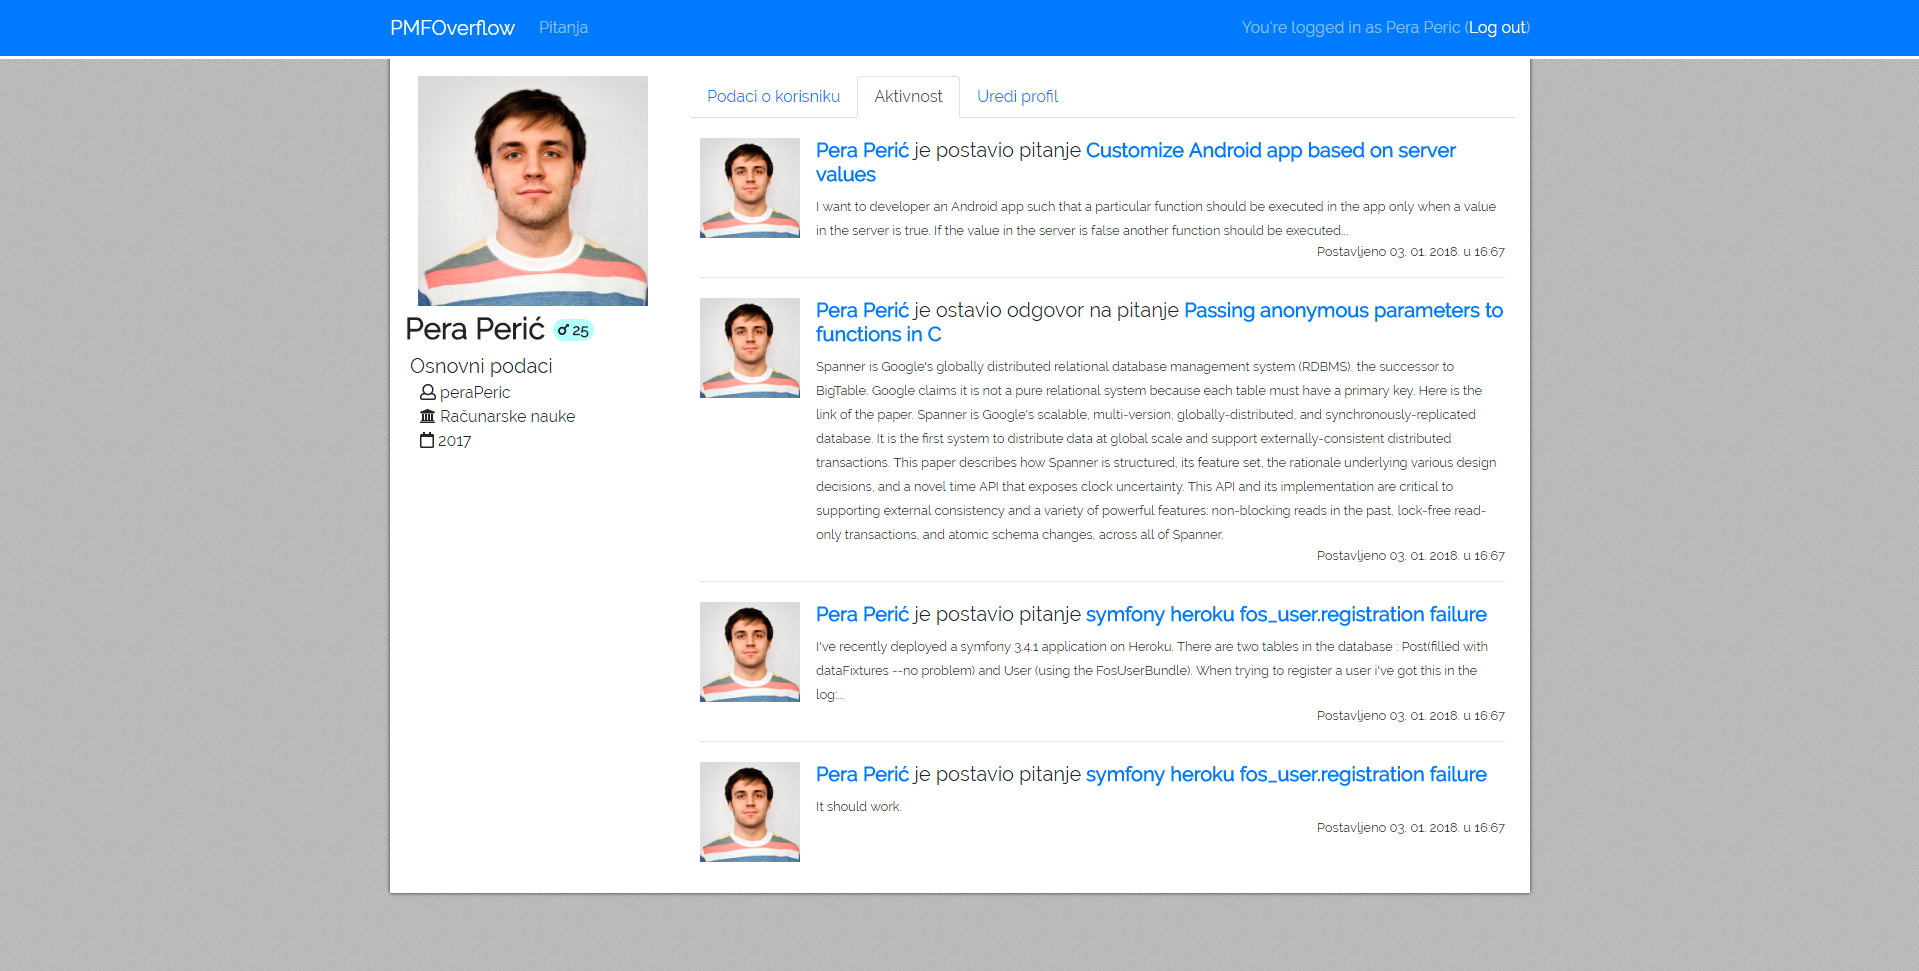 PMFOverflow Pitanja You're logged in as Pera Peric (Log out)
Podaci o korisniku Aktivnost Uredi profil
Pera Perić ♂ 25
Osnovni podaci
peraPeric
Računarske nauke
2017
Pera Perić je postavio pitanje Customize Android app based on server
values
I want to developer an Android app such that a particular function should be executed in the app only when a value
in the server is true. If the value in the server is false another function should be executed...
Postavljeno 03. 01. 2018. u 16:67
Pera Perić je ostavio odgovor na pitanje Passing anonymous parameters to
functions in C
Spanner is Google's globally distributed relational database management system (RDBMS), the successor to
BigTable. Google claims it is not a pure relational system because each table must have a primary key. Here is the
link of the paper. Spanner is Google's scalable, multi-version, globally-distributed, and synchronously-replicated
database. It is the first system to distribute data at global scale and support externally-consistent distributed
transactions. This paper describes how Spanner is structured, its feature set, the rationale underlying various design
decisions, and a novel time API that exposes clock uncertainty. This API and its implementation are critical to
supporting external consistency and a variety of powerful features: non-blocking reads in the past, lock-free read-
only transactions, and atomic schema changes, across all of Spanner.
Postavljeno 03. 01. 2018. u 16:67
Pera Perić je postavio pitanje symfony heroku fos_user.registration failure
I've recently deployed a symfony 3.4.1 application on Heroku. There are two tables in the database : Post(filled with
dataFixtures --no problem) and User (using the FosUserBundle). When trying to register a user i've got this in the
log:...
Postavljeno 03. 01. 2018. u 16:67
Pera Perić je postavio pitanje symfony heroku fos_user.registration failure
It should work.
Postavljeno 03. 01. 2018. u 16:67